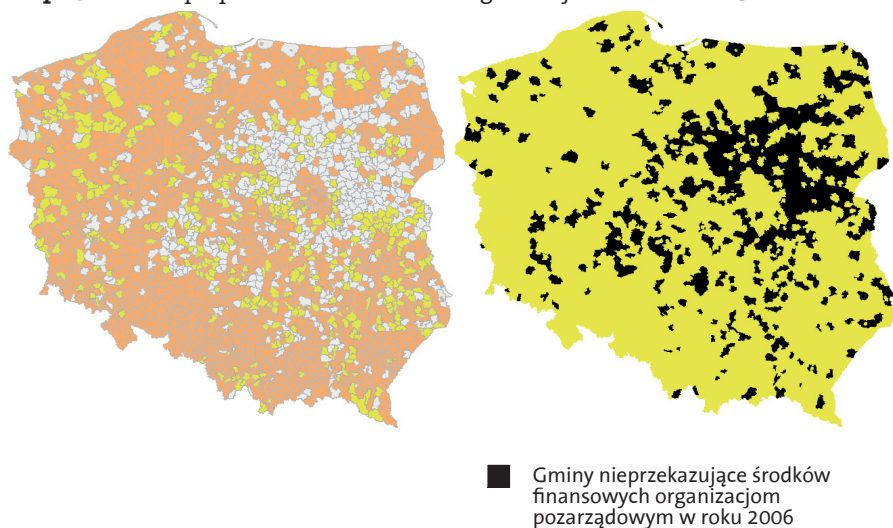 Gminy nieprzekazujące środków
finansowych organizacjom
pozarządowym w roku 2006